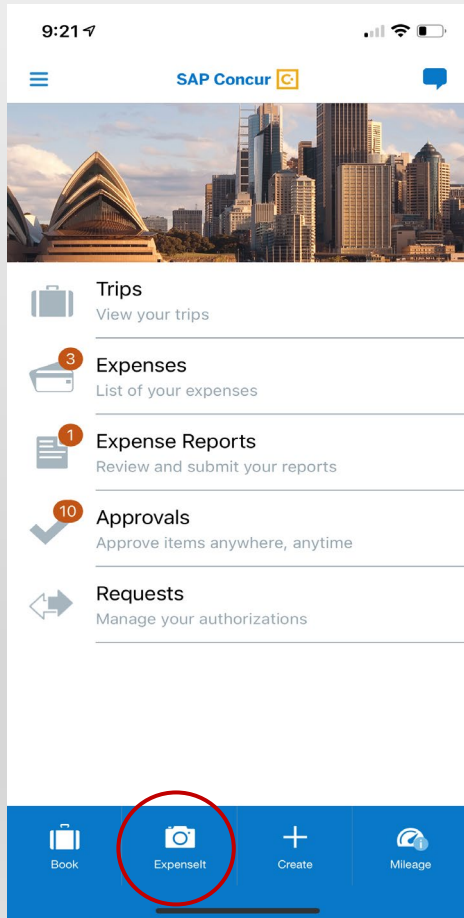 9:21
SAP Concur C
Trips
View your trips
3
Expenses
List of your expenses
1
Expense Reports
Review and submit your reports
10
Approvals
Approve items anywhere, anytime
Requests
Manage your authorizations
Book
ExpenseIt
Create
Mileage